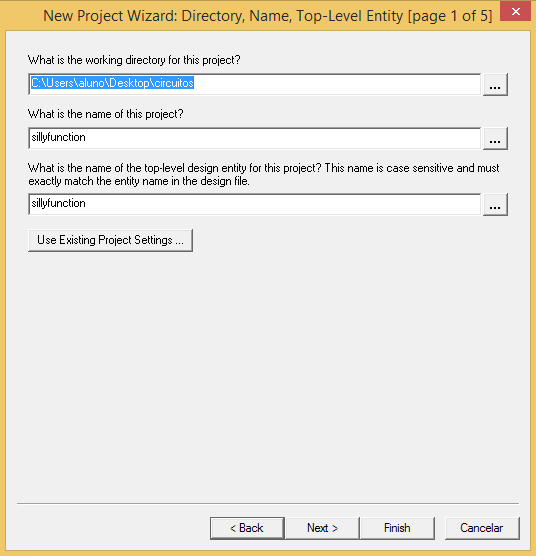 New Project Wizard: Directory, Name, Top-Level Entity [page 1 of 5]
What is the working directory for this project?
C:\Users\aluno\Desktop\circuitos
...
What is the name of this project?
sillyfunction
...
What is the name of the top-level design entity for this project? This name is case sensitive and must
exactly match the entity name in the design file.
sillyfunction
...
Use Existing Project Settings ...
< Back
Next >
Finish
Cancelar